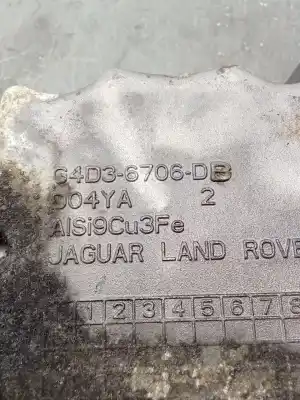 G4D3-6706-DB
D04YA 2
AlSi9Cu3Fe
JAGUAR LAND ROVE
1 2 3 4 5 6 7 8